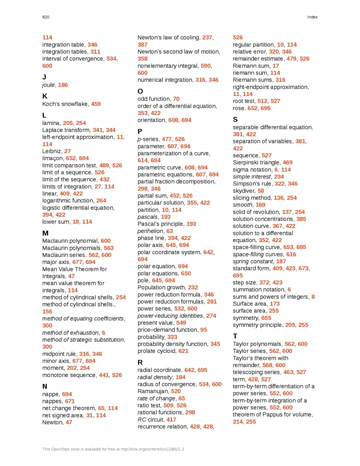 820
Index
114
integration table, 346
integration tables, 311
interval of convergence, 534,
600
J
joule, 186
K
Koch's snowflake, 459
L
lamina, 205, 254
Laplace transform, 341, 344
left-endpoint approximation, 11,
114
Leibniz, 27
limaçon, 652, 694
limit comparison test, 489, 526
limit of a sequence, 526
limit of the sequence, 432
limits of integration, 27, 114
linear, 409, 422
logarithmic function, 264
logistic differential equation,
394, 422
lower sum, 18, 114
M
Maclaurin polynomial, 600
Maclaurin polynomials, 563
Maclaurin series, 562, 600
major axis, 677, 694
Mean Value Theorem for
Integrals, 47
mean value theorem for
integrals, 114
method of cylindrical shells, 254
method of cylindrical shells.,
156
method of equating coefficients,
300
method of exhaustion, 6
method of strategic substitution,
300
midpoint rule, 316, 346
minor axis, 677, 694
moment, 202, 254
monotone sequence, 441, 526
N
nappe, 694
nappes, 671
net change theorem, 65, 114
net signed area, 31, 114
Newton, 47
Newton's law of cooling, 237,
387
Newton's second law of motion,
358
nonelementary integral, 590,
600
numerical integration, 316, 346
O
odd function, 70
order of a differential equation,
353, 422
orientation, 608, 694
P
p-series, 477, 526
parameter, 607, 694
parameterization of a curve,
614, 694
parametric curve, 608, 694
parametric equations, 607, 694
partial fraction decomposition,
298, 346
partial sum, 452, 526
particular solution, 355, 422
partition, 10, 114
pascals, 193
Pascal's principle, 193
perihelion, 63
phase line, 394, 422
polar axis, 645, 694
polar coordinate system, 642,
694
polar equation, 694
polar equations, 650
pole, 645, 694
Population growth, 232
power reduction formula, 346
power reduction formulas, 291
power series, 532, 600
power-reducing identities, 274
present value, 549
price–demand function, 95
probability, 333
probability density function, 345
prolate cycloid, 621
R
radial coordinate, 642, 695
radial density, 184
radius of convergence, 534, 600
Ramanujan, 520
rate of change, 65
ratio test, 509, 526
rational functions, 298
RC circuit, 417
recurrence relation, 428, 428,
526
regular partition, 10, 114
relative error, 320, 346
remainder estimate, 479, 526
Riemann sum, 17
riemann sum, 114
Riemann sums, 316
right-endpoint approximation,
11, 114
root test, 512, 527
rose, 652, 695
S
separable differential equation,
381, 422
separation of variables, 381,
422
sequence, 527
Sierpinski triangle, 469
sigma notation, 6, 114
simple interest, 234
Simpson's rule, 322, 346
skydiver, 58
slicing method, 136, 254
smooth, 169
solid of revolution, 137, 254
solution concentrations, 385
solution curve, 367, 422
solution to a differential
equation, 352, 422
space-filling curve, 653, 695
space-filling curves, 616
spring constant, 187
standard form, 409, 423, 673,
695
step size, 372, 423
summation notation, 6
sums and powers of integers, 8
Surface area, 173
surface area, 255
symmetry, 655
symmetry principle, 205, 255
T
Taylor polynomials, 562, 600
Taylor series, 562, 600
Taylor's theorem with
remainder, 568, 600
telescoping series, 463, 527
term, 428, 527
term-by-term differentiation of a
power series, 552, 600
term-by-term integration of a
power series, 552, 600
theorem of Pappus for volume,
214, 255
This OpenStax book is available for free at http://cnx.org/content/col11965/1.2